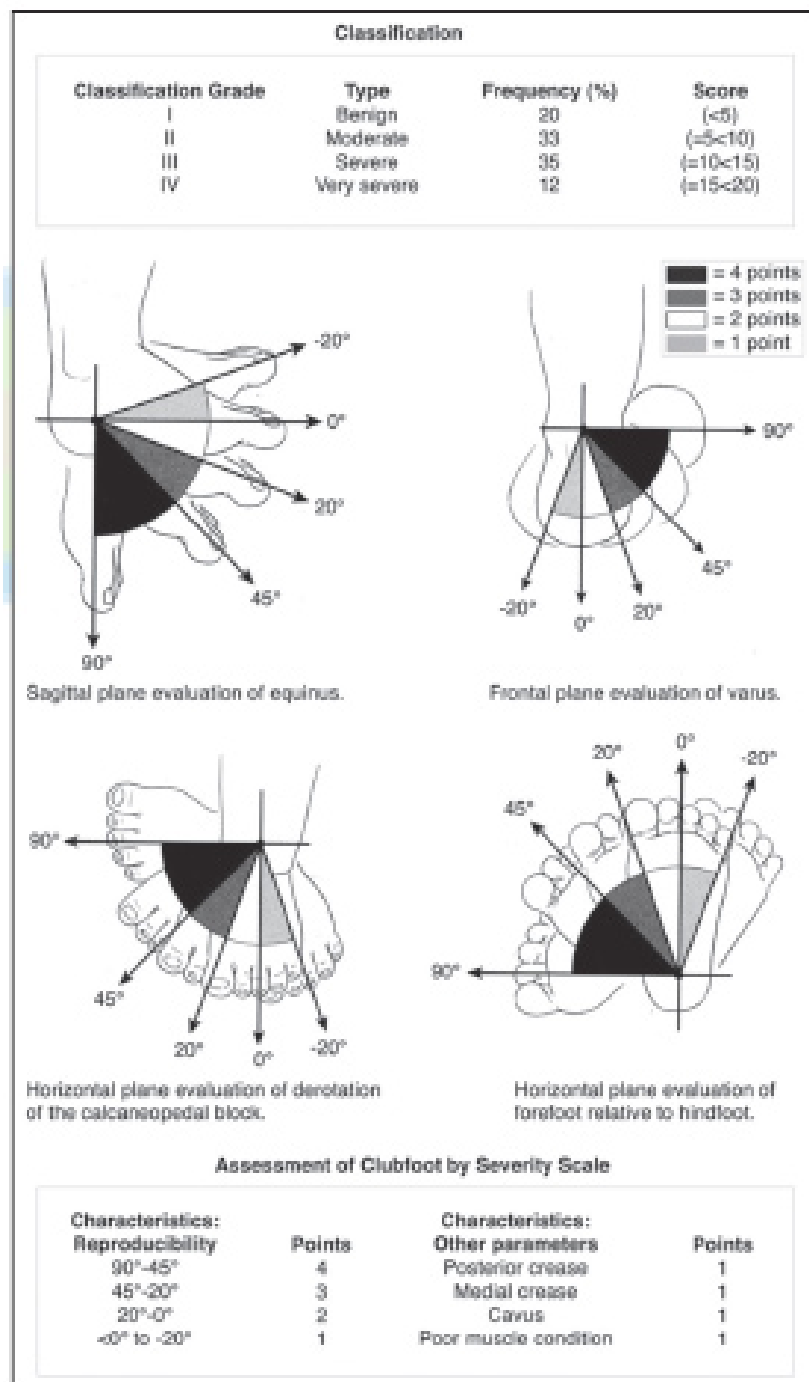 Classification
Classification Grade Type Frequency (%) Score
I Benign 20 (<5)
II Moderate 33 (=5<10)
III Severe 35 (=10<15)
IV Very severe 12 (=15<20)
= 4 points
= 3 points
= 2 points
= 1 point
-20°
0°
20°
45°
90°
Sagittal plane evaluation of equinus.
90°
45°
20°
0°
-20°
Frontal plane evaluation of varus.
90°
45°
20°
0°
-20°
Horizontal plane evaluation of derotation
of the calcaneopedal block.
90°
45°
20°
0°
-20°
Horizontal plane evaluation of
forefoot relative to hindfoot.
Assessment of Clubfoot by Severity Scale
Characteristics: Characteristics:
Reproducibility Points Other parameters Points
90°-45° 4 Posterior crease 1
45°-20° 3 Medial crease 1
20°-0° 2 Cavus 1
<0° to -20° 1 Poor muscle condition 1